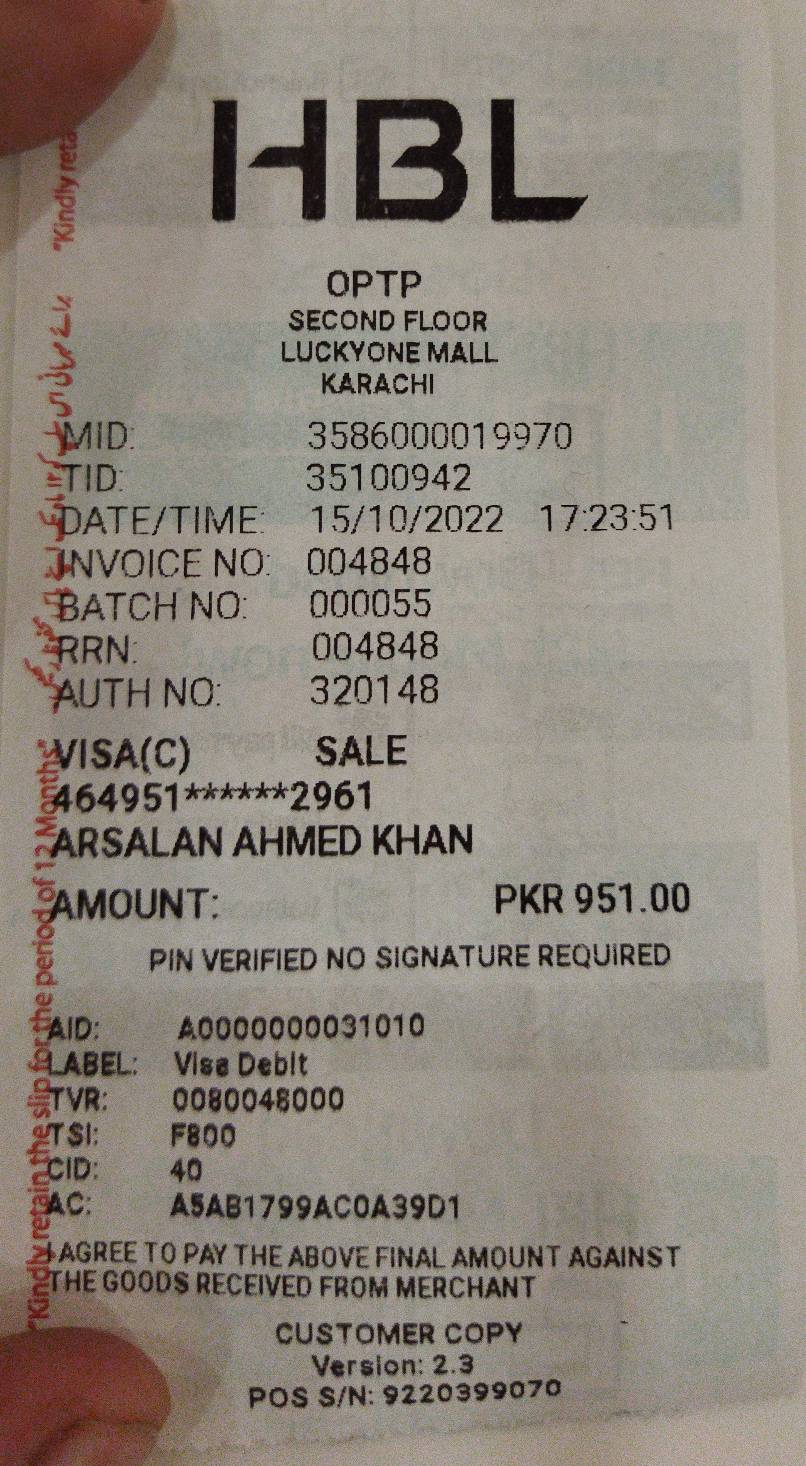 HBL
OPTP
SECOND FLOOR
LUCKYONE MALL
KARACHI
MID: 3586000019970
TID: 35100942
DATE/TIME: 15/10/2022 17:23:51
INVOICE NO: 004848
BATCH NO: 000055
RRN: 004848
AUTH NO: 320148
VISA(C) SALE
464951******2961
ARSALAN AHMED KHAN
AMOUNT: PKR 951.00
PIN VERIFIED NO SIGNATURE REQUIRED
AID: A0000000031010
LABEL: Visa Debit
TVR: 0080048000
TSI: F800
CID: 40
AC: A5AB1799AC0A39D1
I AGREE TO PAY THE ABOVE FINAL AMOUNT AGAINST
THE GOODS RECEIVED FROM MERCHANT
CUSTOMER COPY
Version: 2.3
POS S/N: 9220399070
"Kindly retain the slip for the period of 12 Months"
"Kindly reta